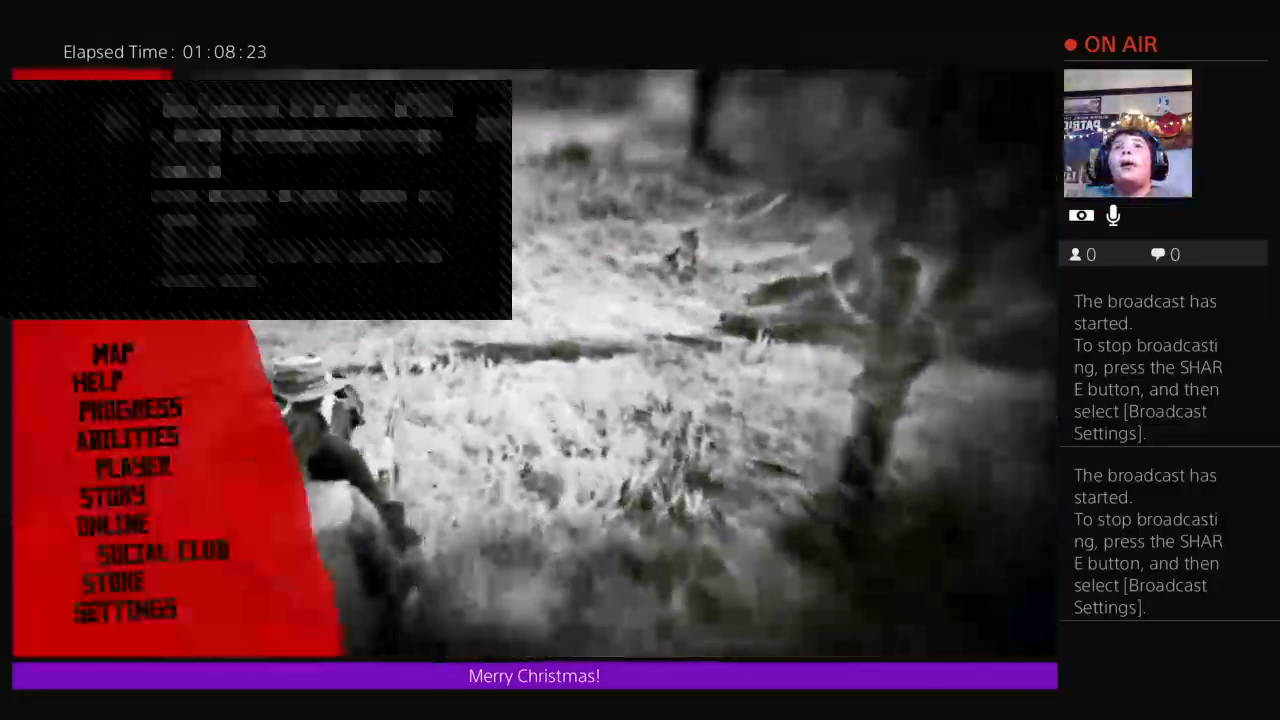 Elapsed Time: 01:08:23
ON AIR
0 0
The broadcast has
started.
To stop broadcasti
ng, press the SHAR
E button, and then
select [Broadcast
Settings].
The broadcast has
started.
To stop broadcasti
ng, press the SHAR
E button, and then
select [Broadcast
Settings].
MAP
HELP
PROGRESS
ABILITIES
PLAYER
STORY
ONLINE
SOCIAL CLUB
STORE
SETTINGS
Merry Christmas!